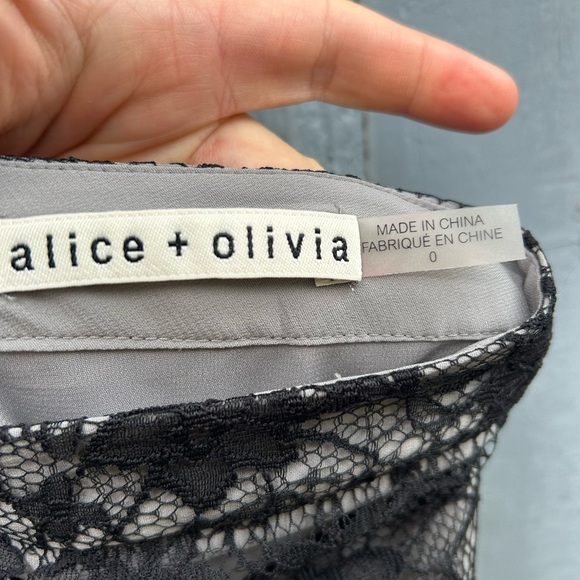 alice + olivia
MADE IN CHINA
FABRIQUÉ EN CHINE
0